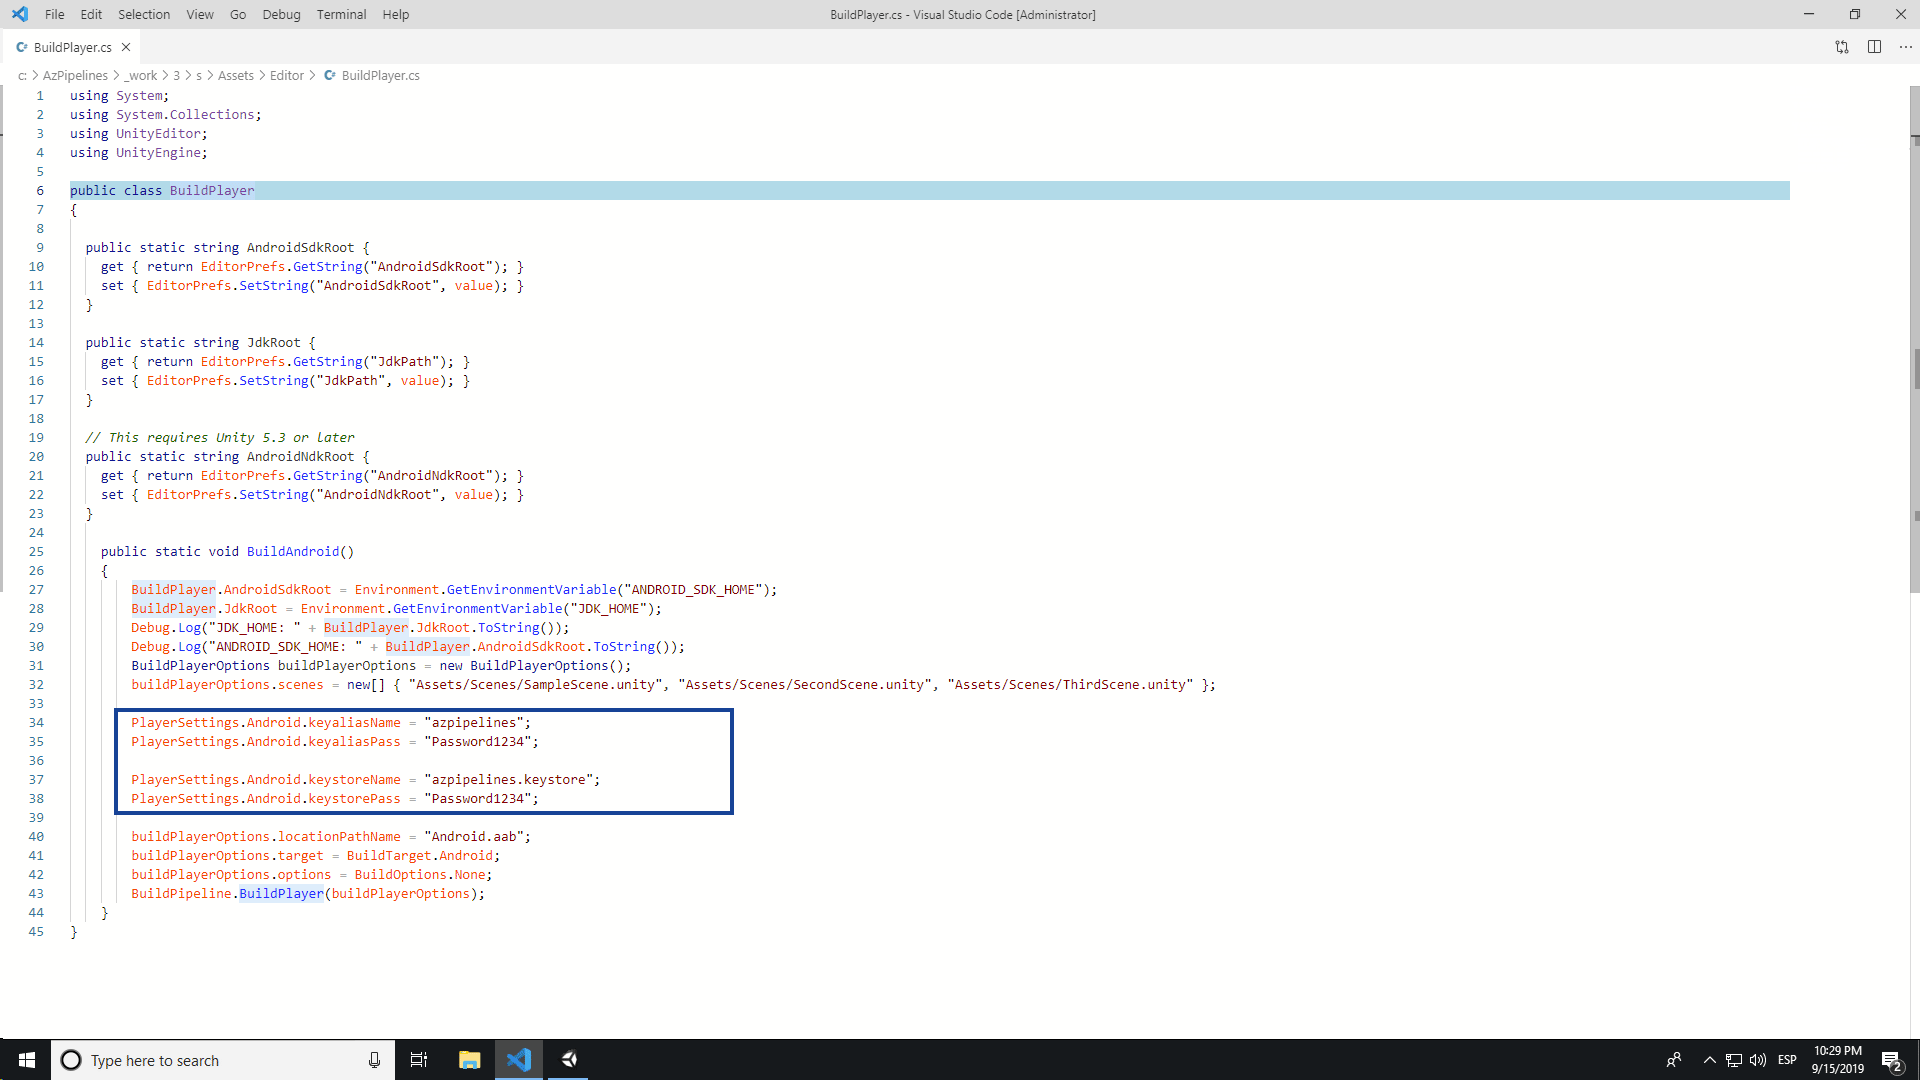 File Edit Selection View Go Debug Terminal Help
BuildPlayer.cs - Visual Studio Code [Administrator]
BuildPlayer.cs
c: > AzPipelines > _work > 3 > s > Assets > Editor > BuildPlayer.cs
1 using System;
2 using System.Collections;
3 using UnityEditor;
4 using UnityEngine;
5
6 public class BuildPlayer
7 {
8
9 public static string AndroidSdkRoot {
10 get { return EditorPrefs.GetString("AndroidSdkRoot"); }
11 set { EditorPrefs.SetString("AndroidSdkRoot", value); }
12 }
13
14 public static string JdkRoot {
15 get { return EditorPrefs.GetString("JdkPath"); }
16 set { EditorPrefs.SetString("JdkPath", value); }
17 }
18
19 // This requires Unity 5.3 or later
20 public static string AndroidNdkRoot {
21 get { return EditorPrefs.GetString("AndroidNdkRoot"); }
22 set { EditorPrefs.SetString("AndroidNdkRoot", value); }
23 }
24
25 public static void BuildAndroid()
26 {
27 BuildPlayer.AndroidSdkRoot = Environment.GetEnvironmentVariable("ANDROID_SDK_HOME");
28 BuildPlayer.JdkRoot = Environment.GetEnvironmentVariable("JDK_HOME");
29 Debug.Log("JDK_HOME: " + BuildPlayer.JdkRoot.ToString());
30 Debug.Log("ANDROID_SDK_HOME: " + BuildPlayer.AndroidSdkRoot.ToString());
31 BuildPlayerOptions buildPlayerOptions = new BuildPlayerOptions();
32 buildPlayerOptions.scenes = new[] { "Assets/Scenes/SampleScene.unity", "Assets/Scenes/SecondScene.unity", "Assets/Scenes/ThirdScene.unity" };
33
34 PlayerSettings.Android.keyaliasName = "azpipelines";
35 PlayerSettings.Android.keyaliasPass = "Password1234";
36
37 PlayerSettings.Android.keystoreName = "azpipelines.keystore";
38 PlayerSettings.Android.keystorePass = "Password1234";
39
40 buildPlayerOptions.locationPathName = "Android.aab";
41 buildPlayerOptions.target = BuildTarget.Android;
42 buildPlayerOptions.options = BuildOptions.None;
43 BuildPipeline.BuildPlayer(buildPlayerOptions);
44 }
45 }
Type here to search
ESP
10:29 PM
9/15/2019
2